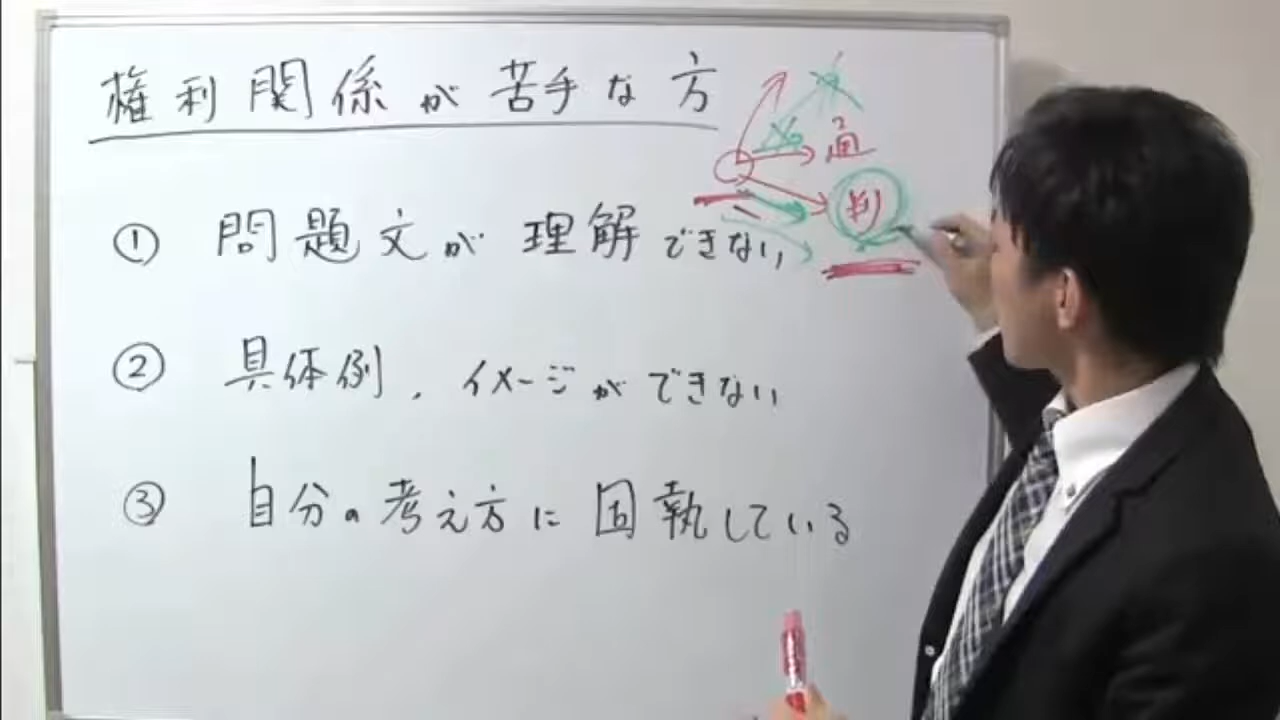 権利関係が苦手な方
通
判
① 問題文が理解できない
② 具体例、イメージができない
③ 自分の考え方に固執している